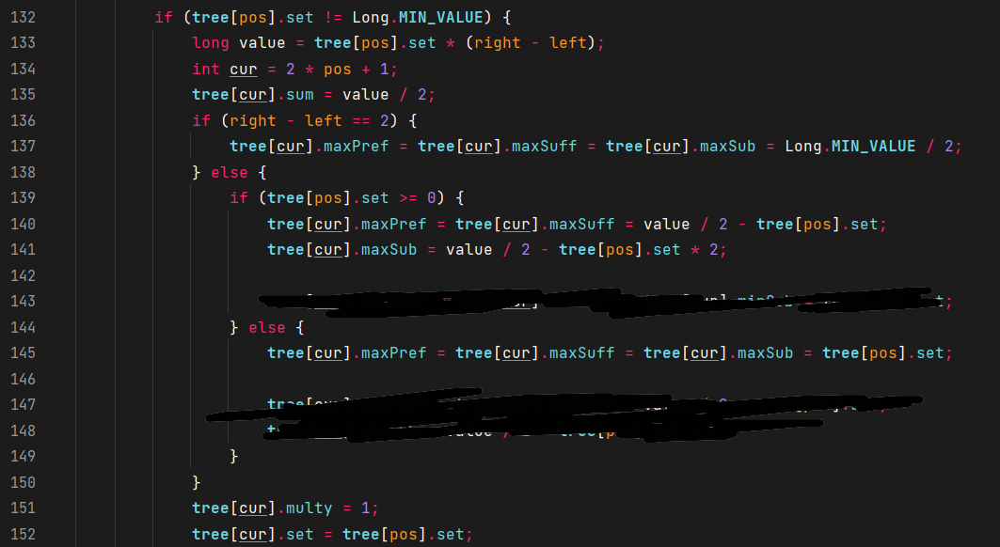 132 if (tree[pos].set != Long.MIN_VALUE) {
133 long value = tree[pos].set * (right - left);
134 int cur = 2 * pos + 1;
135 tree[cur].sum = value / 2;
136 if (right - left == 2) {
137 tree[cur].maxPref = tree[cur].maxSuff = tree[cur].maxSub = Long.MIN_VALUE / 2;
138 } else {
139 if (tree[pos].set >= 0) {
140 tree[cur].maxPref = tree[cur].maxSuff = value / 2 - tree[pos].set;
141 tree[cur].maxSub = value / 2 - tree[pos].set * 2;
142
143
144 } else {
145 tree[cur].maxPref = tree[cur].maxSuff = tree[cur].maxSub = tree[pos].set;
146
147
148
149 }
150 }
151 tree[cur].multy = 1;
152 tree[cur].set = tree[pos].set;